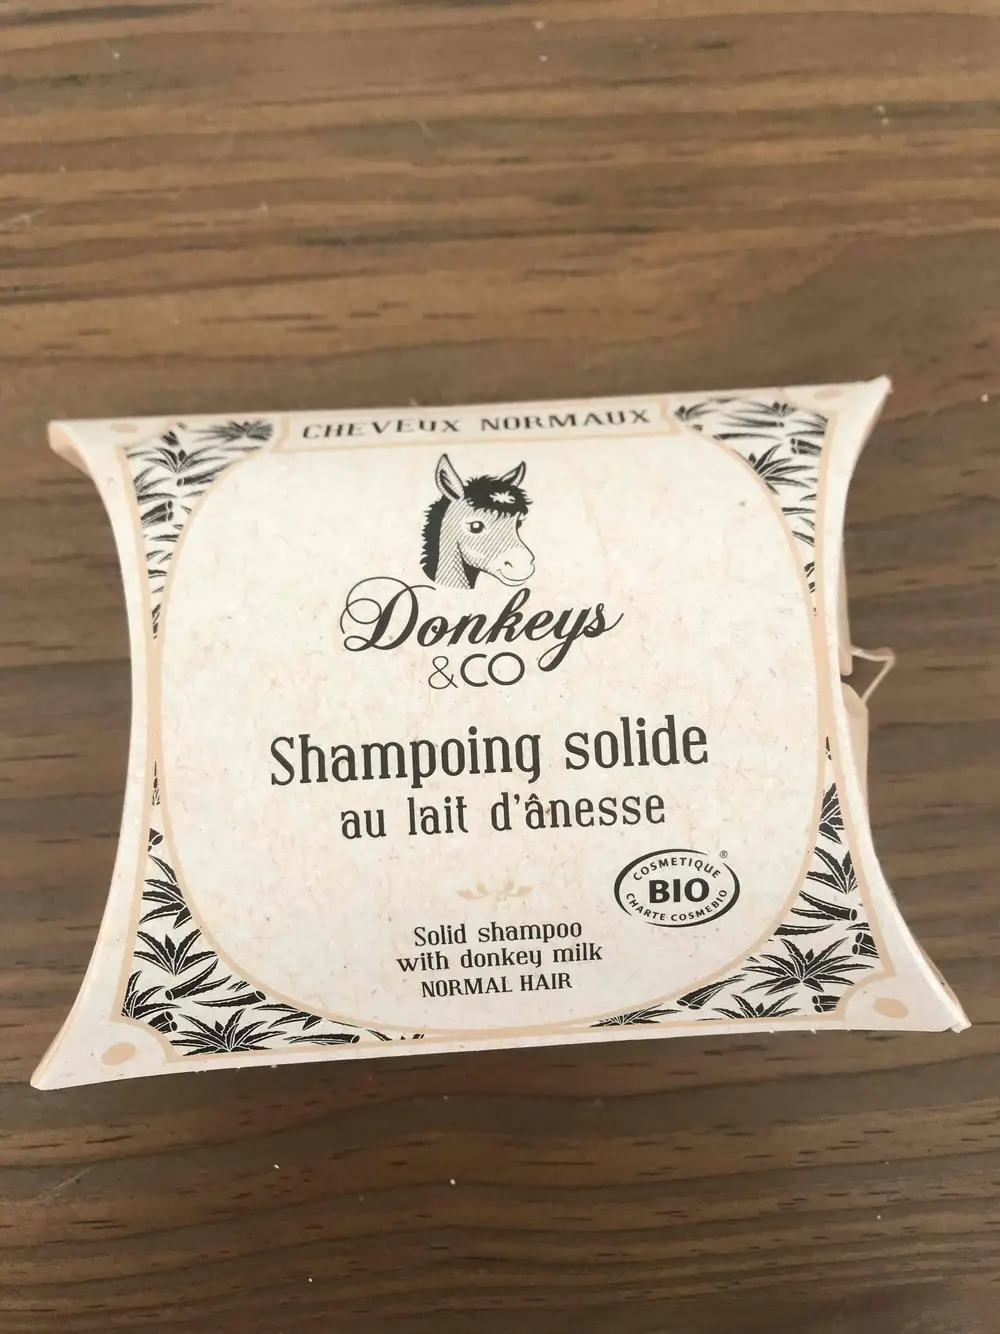 CHEVEUX NORMAUX
Donkeys
&CO
Shampoing solide
au lait d'ânesse
COSMETIQUE ®
BIO
CHARTE COSMEBIO
Solid shampoo
with donkey milk
NORMAL HAIR